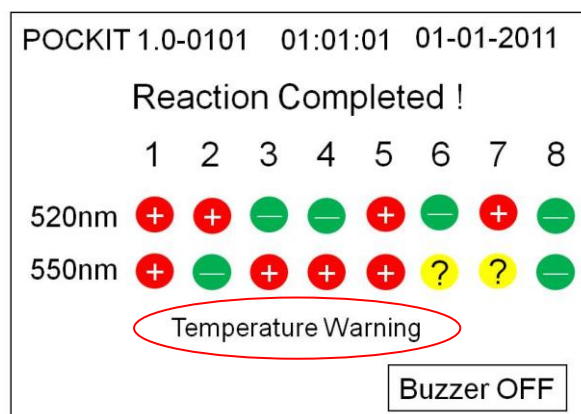 POCKIT 1.0-0101 01:01:01 01-01-2011
Reaction Completed !
1 2 3 4 5 6 7 8
520nm + + — — + — + —
550nm + — + + + ? ? —
Temperature Warning
Buzzer OFF